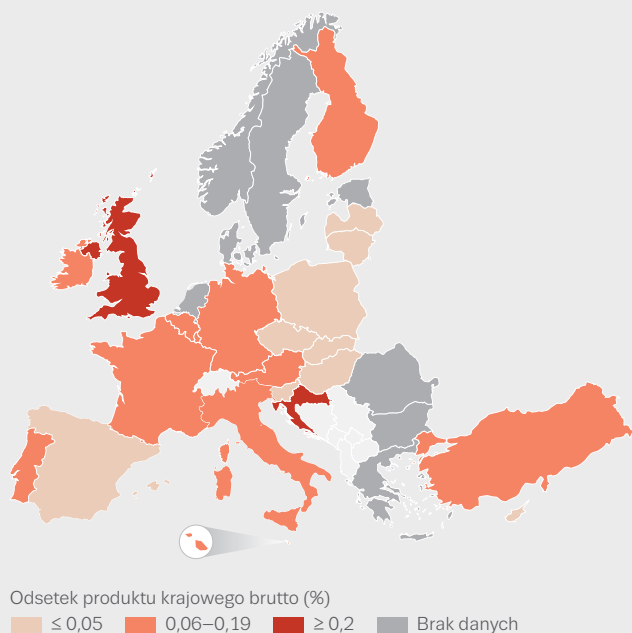 Odsetek produktu krajowego brutto (%)
≤ 0,05 0,06–0,19 ≥ 0,2 Brak danych